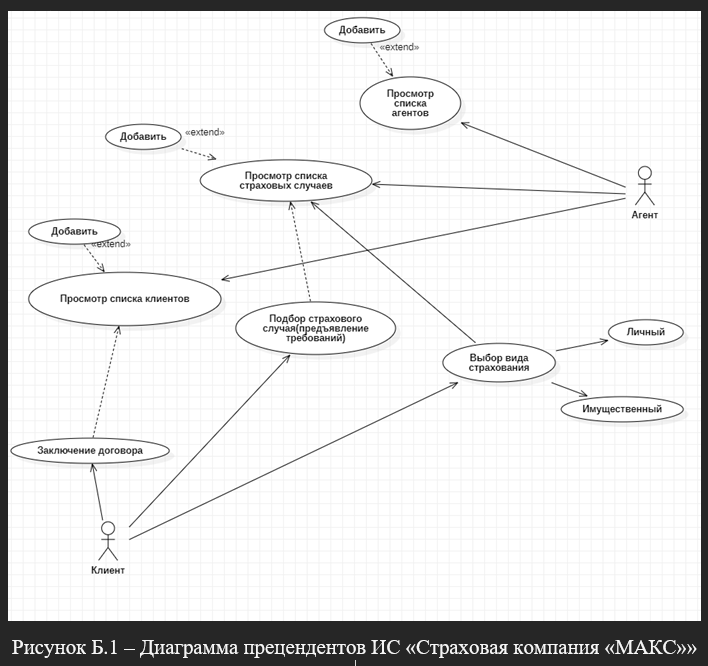 Добавить
«extend»
Просмотр
списка
агентов
Добавить
«extend»
Просмотр списка
страховых случаев
Агент
Добавить
«extend»
Просмотр списка клиентов
Подбор страхового
случая(предъявление
требований)
Выбор вида
страхования
Личный
Имущественный
Заключение договора
Клиент
Рисунок Б.1 – Диаграмма прецендентов ИС «Страховая компания «МАКС»»